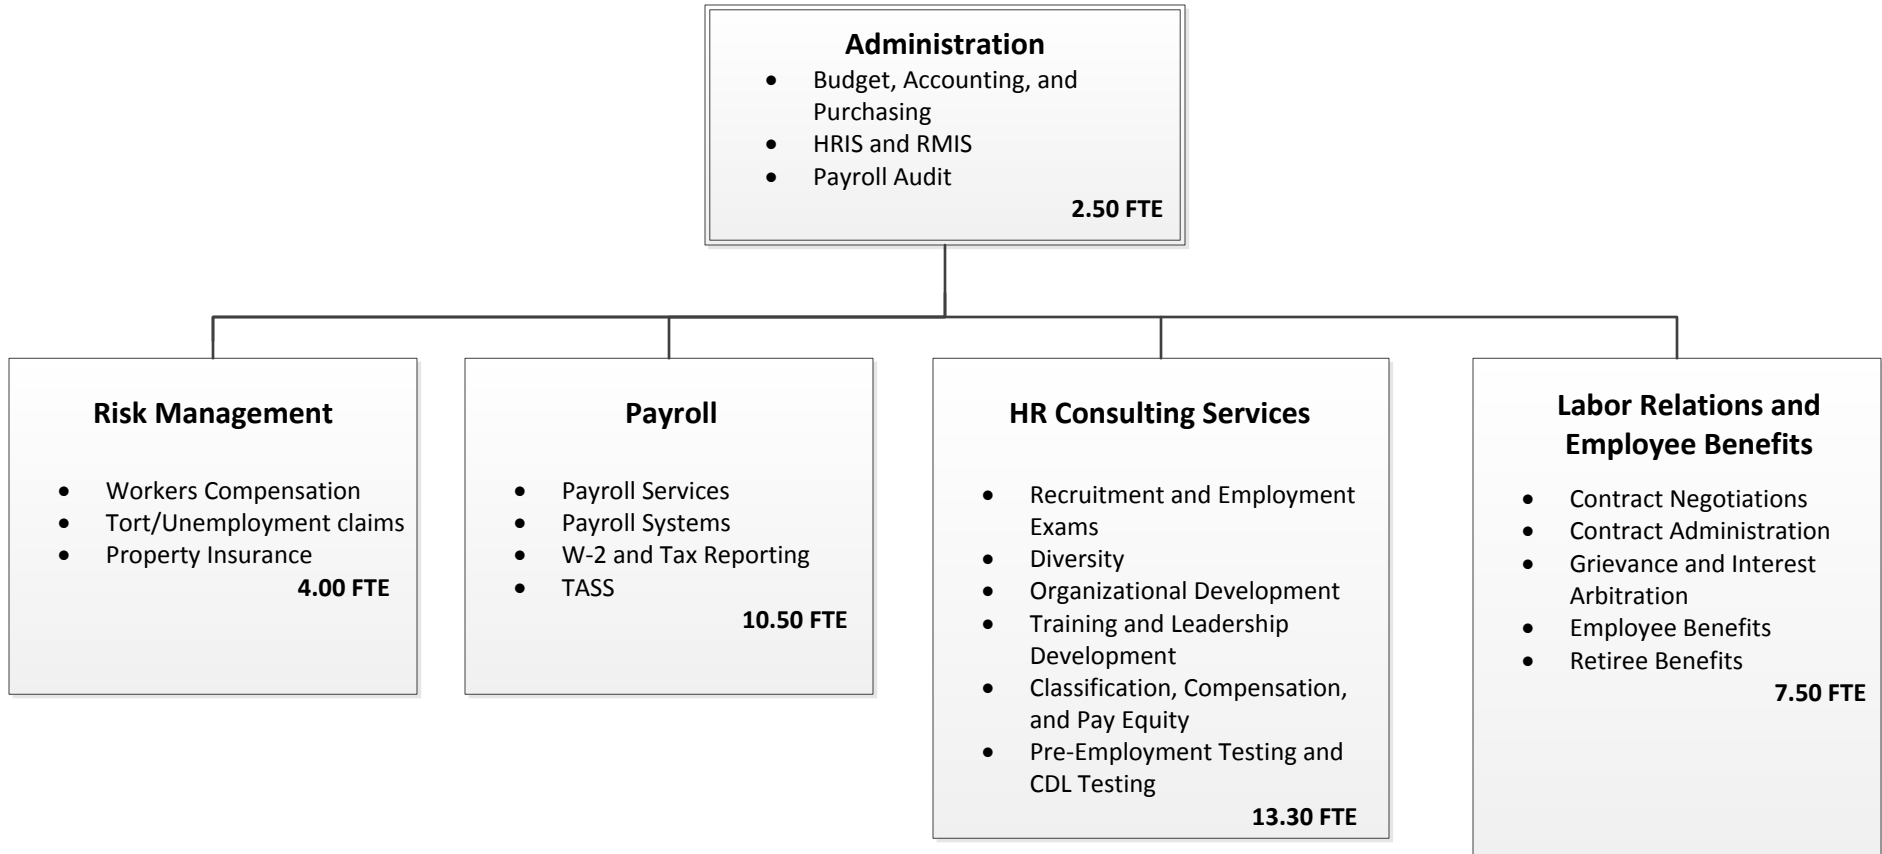 Administration
• Budget, Accounting, and
Purchasing
• HRIS and RMIS
• Payroll Audit
2.50 FTE
Risk Management
• Workers Compensation
• Tort/Unemployment claims
• Property Insurance
4.00 FTE
Payroll
• Payroll Services
• Payroll Systems
• W-2 and Tax Reporting
• TASS
10.50 FTE
HR Consulting Services
• Recruitment and Employment
Exams
• Diversity
• Organizational Development
• Training and Leadership
Development
• Classification, Compensation,
and Pay Equity
• Pre-Employment Testing and
CDL Testing
13.30 FTE
Labor Relations and
Employee Benefits
• Contract Negotiations
• Contract Administration
• Grievance and Interest
Arbitration
• Employee Benefits
• Retiree Benefits
7.50 FTE